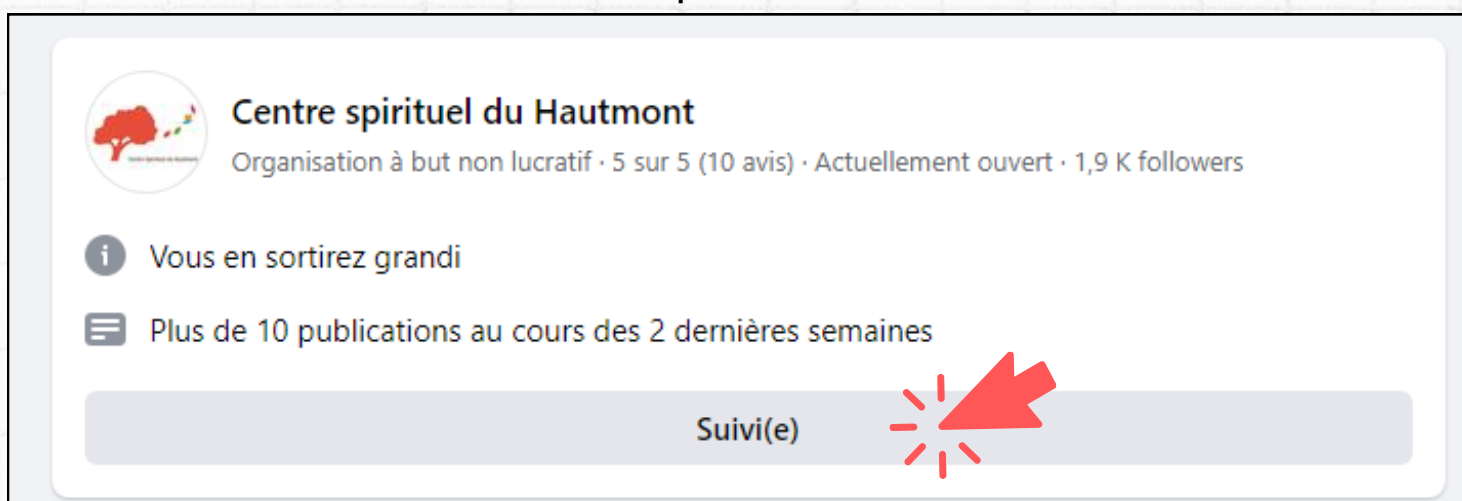 Centre spirituel du Hautmont
Organisation à but non lucratif · 5 sur 5 (10 avis) · Actuellement ouvert · 1,9 K followers
Vous en sortirez grandi
Plus de 10 publications au cours des 2 dernières semaines
Suivi(e)